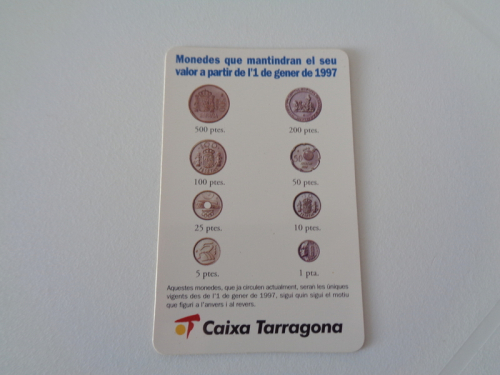 Monedes que mantindran el seu
valor a partir de l'1 de gener de 1997
500 ptes.
200 ptes.
100 ptes.
50 ptes.
25 ptes.
10 ptes.
5 ptes.
1 pta.
Aquestes monedes, que ja circulen actualment, seran les úniques
vigents des de l'1 de gener de 1997, sigui quin sigui el motiu
que figuri a l'anvers i al revers.
Caixa Tarragona